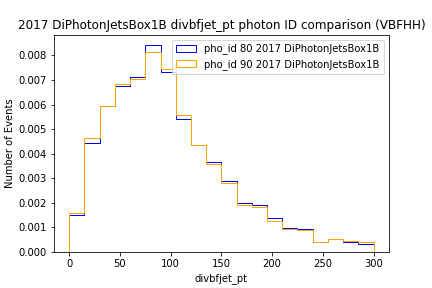 2017 DiPhotonJetsBox1B divbfjet_pt photon ID comparison (VBFHH)
pho_id 80 2017 DiPhotonJetsBox1B
pho_id 90 2017 DiPhotonJetsBox1B
Number of Events
0.008
0.007
0.006
0.005
0.004
0.003
0.002
0.001
0.000
0 50 100 150 200 250 300
divbfjet_pt